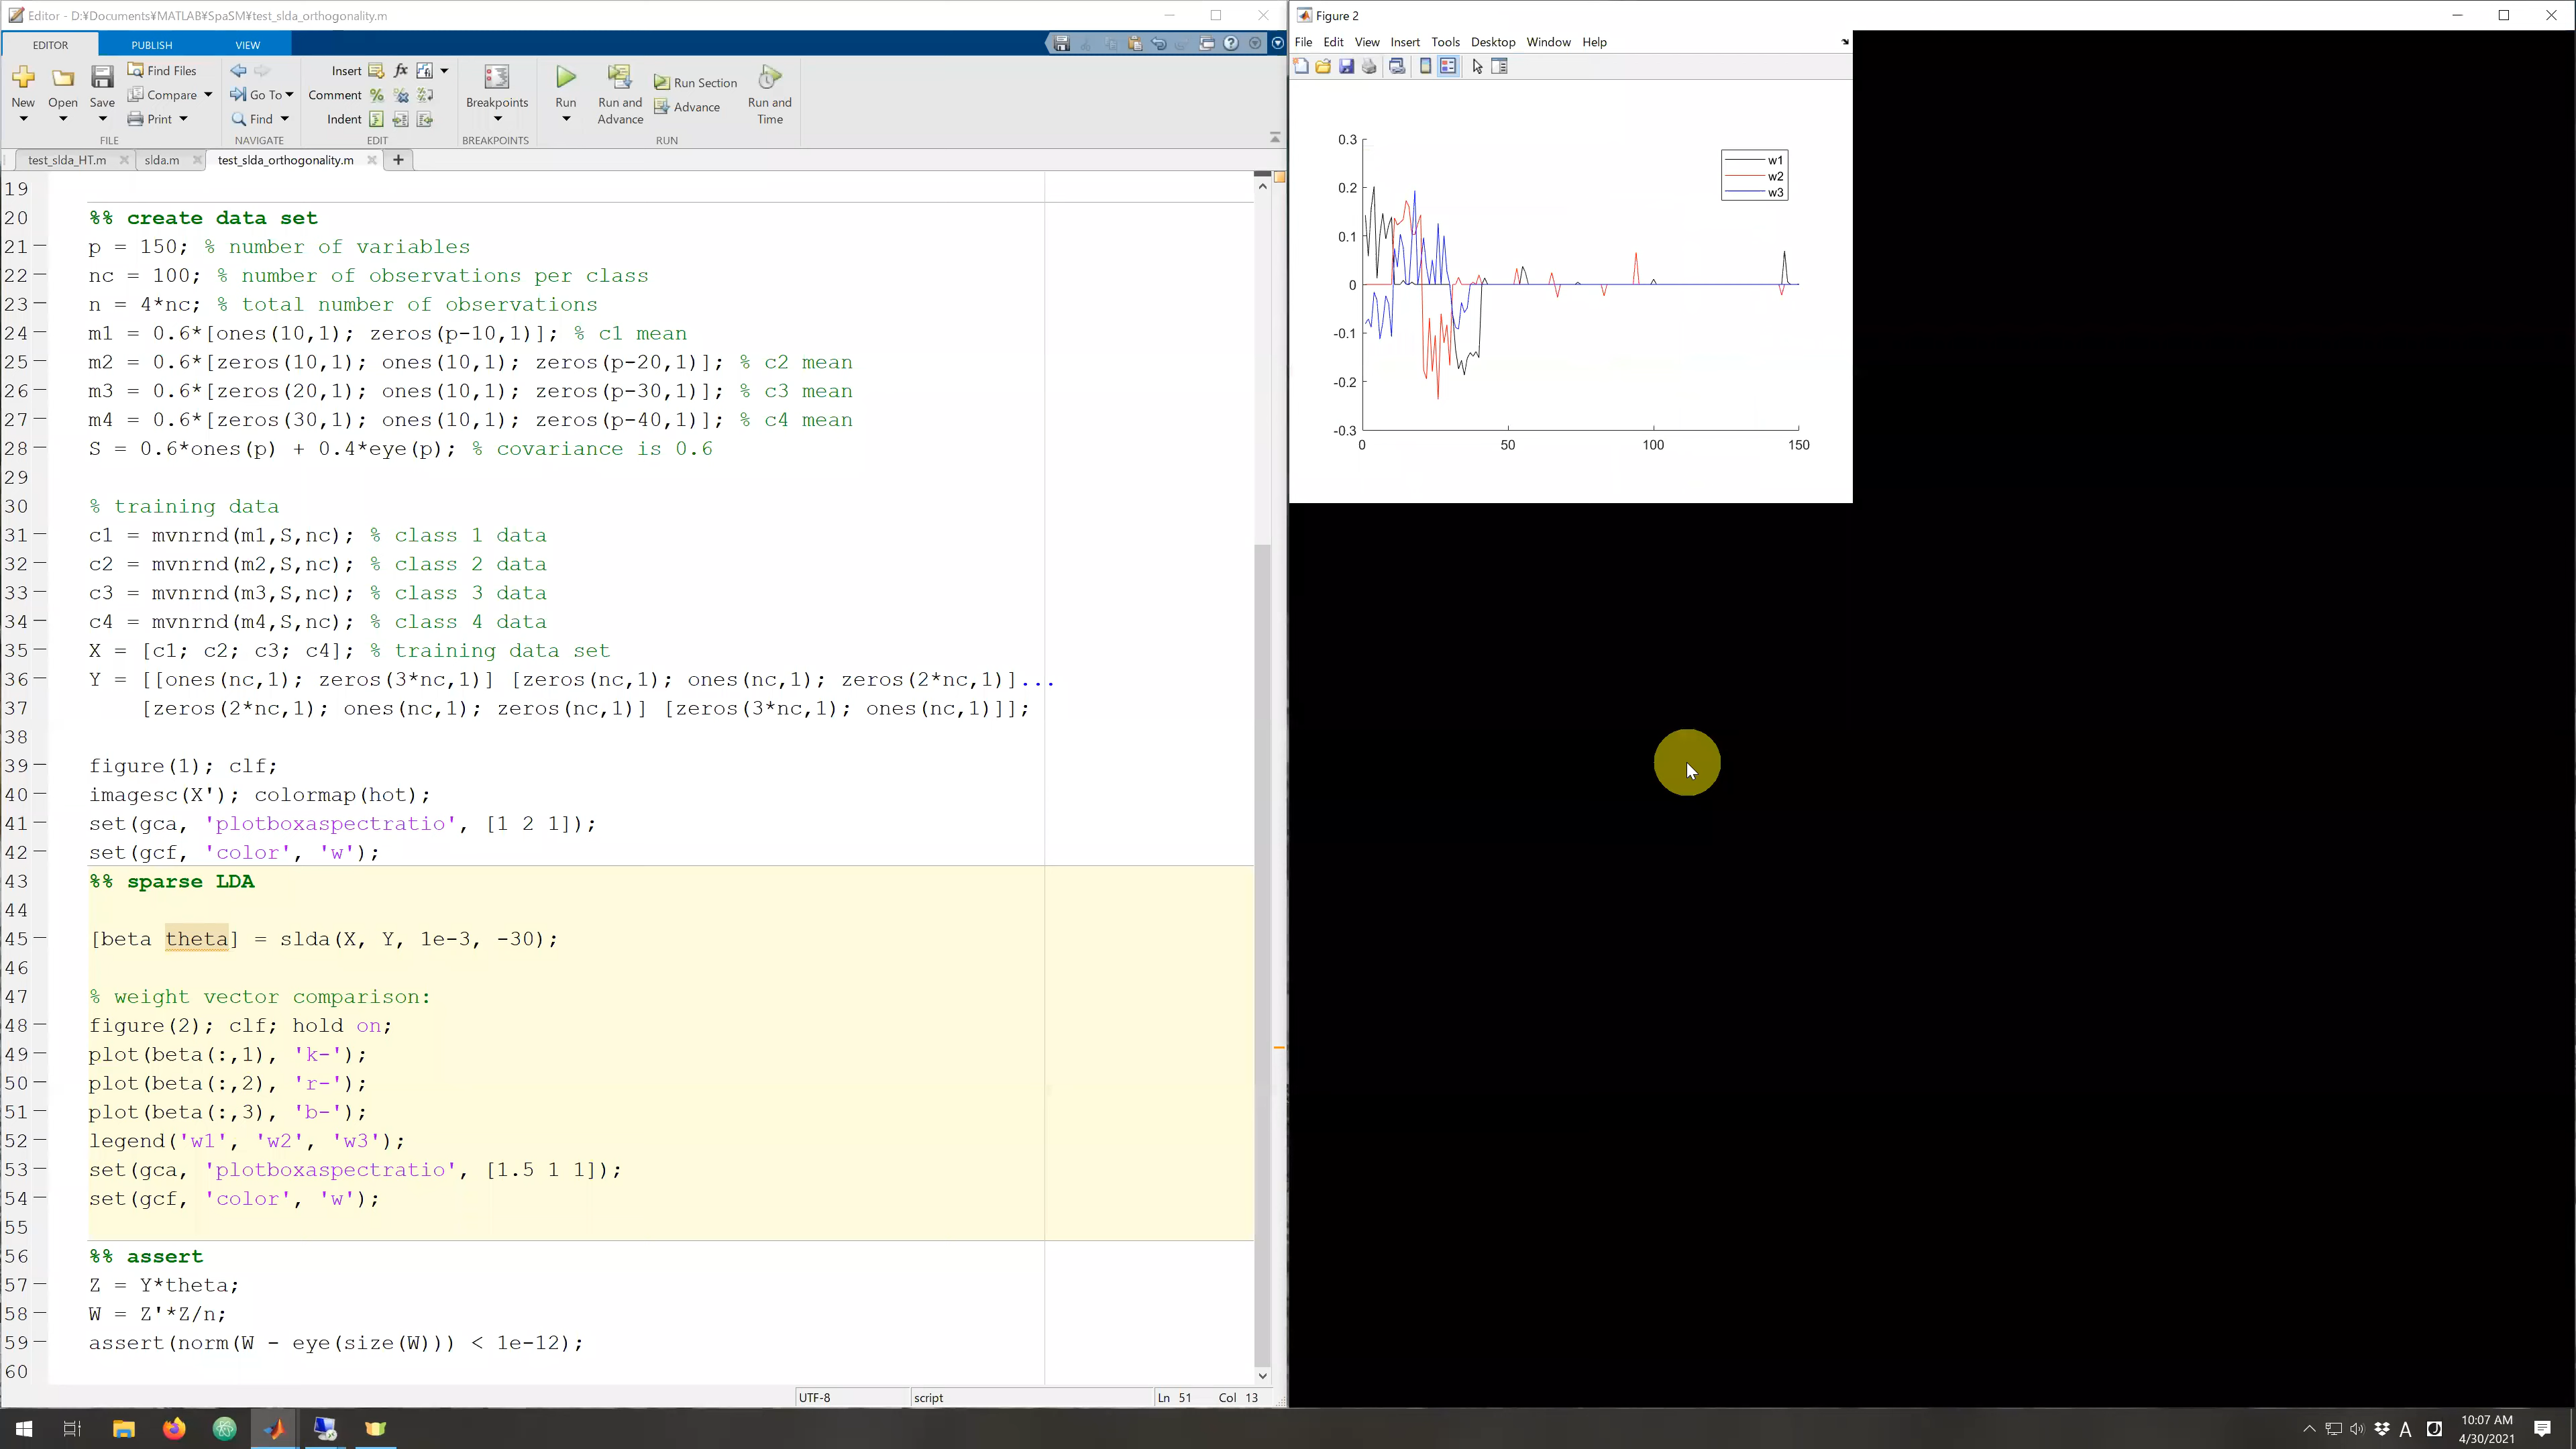 Editor - D:¥Documents¥MATLAB¥SpaSM¥test_slda_orthogonality.m
EDITOR PUBLISH VIEW
New Open Save Find Files Compare Print
Go To Find
Insert fx
Comment
Indent
Breakpoints
Run Run and Advance Run Section Advance Run and Time
FILE NAVIGATE EDIT BREAKPOINTS RUN
test_slda_HT.m slda.m test_slda_orthogonality.m
19
20 %% create data set
21 p = 150; % number of variables
22 nc = 100; % number of observations per class
23 n = 4*nc; % total number of observations
24 m1 = 0.6*[ones(10,1); zeros(p-10,1)]; % c1 mean
25 m2 = 0.6*[zeros(10,1); ones(10,1); zeros(p-20,1)]; % c2 mean
26 m3 = 0.6*[zeros(20,1); ones(10,1); zeros(p-30,1)]; % c3 mean
27 m4 = 0.6*[zeros(30,1); ones(10,1); zeros(p-40,1)]; % c4 mean
28 S = 0.6*ones(p) + 0.4*eye(p); % covariance is 0.6
29
30 % training data
31 c1 = mvnrnd(m1,S,nc); % class 1 data
32 c2 = mvnrnd(m2,S,nc); % class 2 data
33 c3 = mvnrnd(m3,S,nc); % class 3 data
34 c4 = mvnrnd(m4,S,nc); % class 4 data
35 X = [c1; c2; c3; c4]; % training data set
36 Y = [[ones(nc,1); zeros(3*nc,1)] [zeros(nc,1); ones(nc,1); zeros(2*nc,1)]...
37 [zeros(2*nc,1); ones(nc,1); zeros(nc,1)] [zeros(3*nc,1); ones(nc,1)]];
38
39 figure(1); clf;
40 imagesc(X'); colormap(hot);
41 set(gca, 'plotboxaspectratio', [1 2 1]);
42 set(gcf, 'color', 'w');
43 %% sparse LDA
44
45 [beta theta] = slda(X, Y, 1e-3, -30);
46
47 % weight vector comparison:
48 figure(2); clf; hold on;
49 plot(beta(:,1), 'k-');
50 plot(beta(:,2), 'r-');
51 plot(beta(:,3), 'b-');
52 legend('w1', 'w2', 'w3');
53 set(gca, 'plotboxaspectratio', [1.5 1 1]);
54 set(gcf, 'color', 'w');
55
56 %% assert
57 Z = Y*theta;
58 W = Z'*Z/n;
59 assert(norm(W - eye(size(W))) < 1e-12);
60
UTF-8 script Ln 51 Col 13
Figure 2
File Edit View Insert Tools Desktop Window Help
0.3
0.2
0.1
0
-0.1
-0.2
-0.3
0 50 100 150
w1
w2
w3
A
10:07 AM
4/30/2021